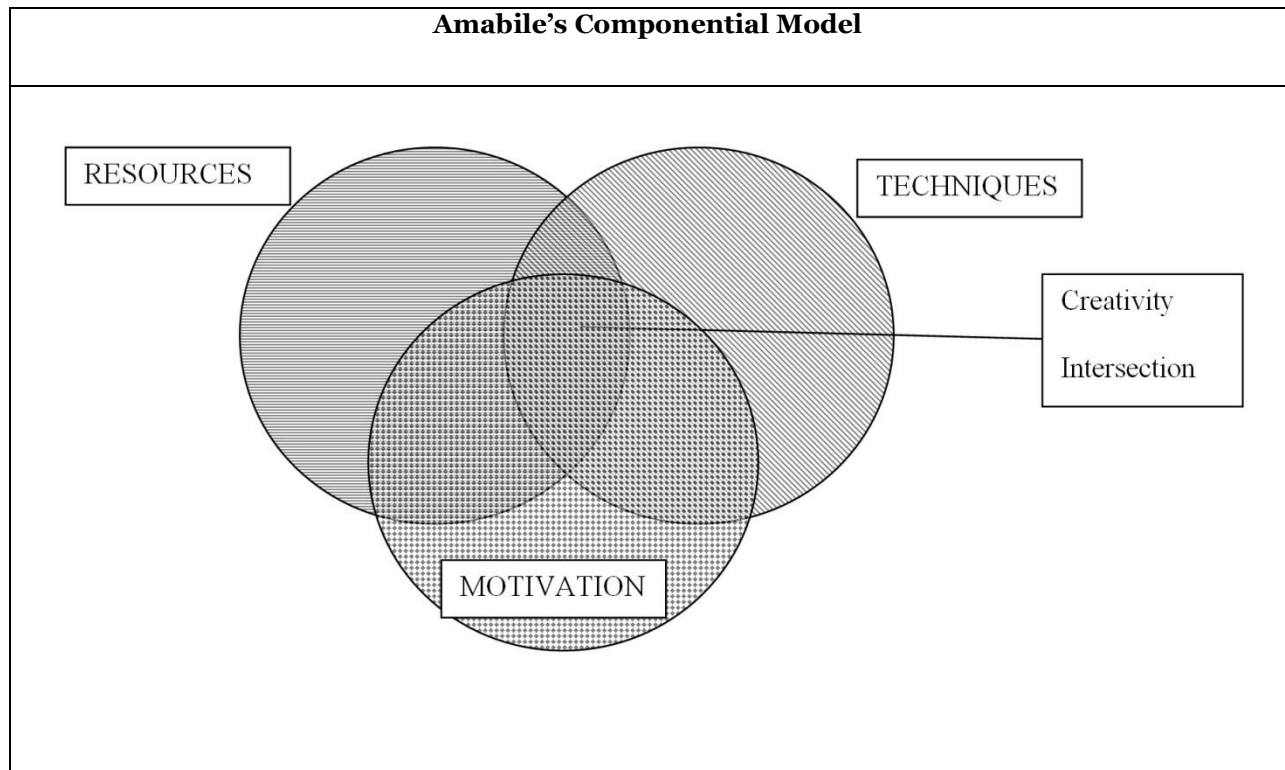 Amabile’s Componential Model
RESOURCES
TECHNIQUES
Creativity
Intersection
MOTIVATION